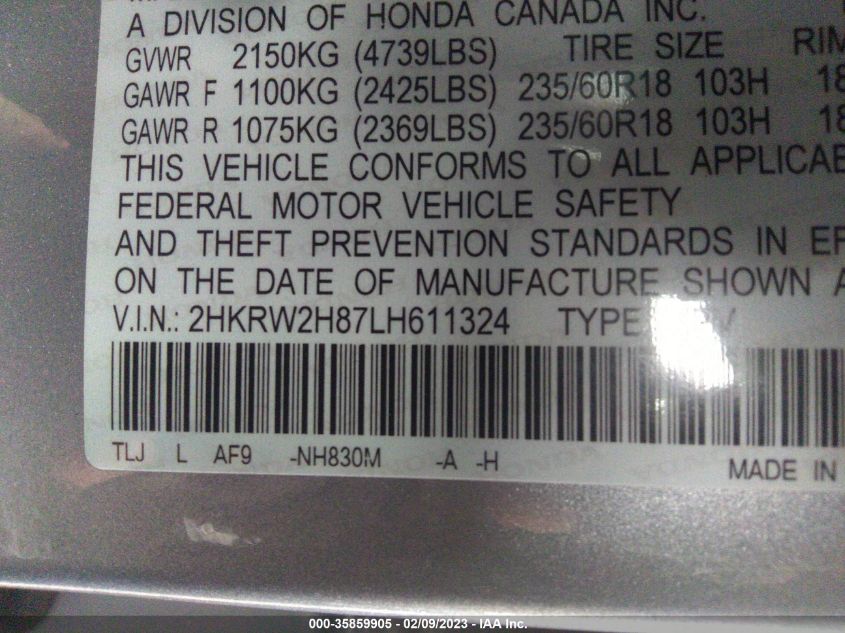 A DIVISION OF HONDA CANADA INC.
GVWR 2150KG (4739LBS) TIRE SIZE RIM
GAWR F 1100KG (2425LBS) 235/60R18 103H 18
GAWR R 1075KG (2369LBS) 235/60R18 103H 18
THIS VEHICLE CONFORMS TO ALL APPLICAB
FEDERAL MOTOR VEHICLE SAFETY
AND THEFT PREVENTION STANDARDS IN EF
ON THE DATE OF MANUFACTURE SHOWN A
V.I.N.: 2HKRW2H87LH611324 TYPE
TLJ L AF9 -NH830M -A -H
MADE IN
000-35859905 - 02/09/2023 - IAA Inc.